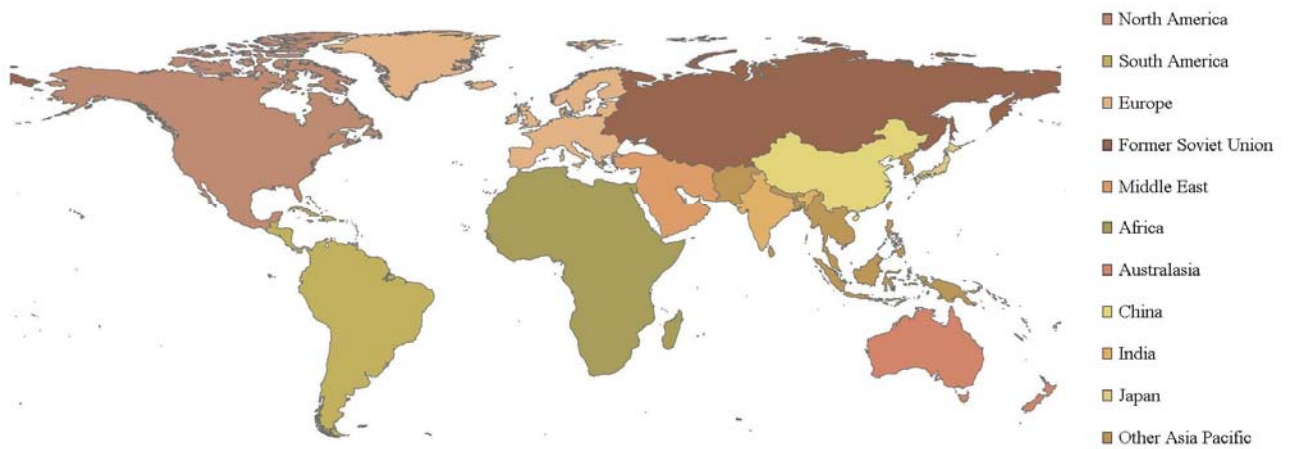 North America
South America
Europe
Former Soviet Union
Middle East
Africa
Australasia
China
India
Japan
Other Asia Pacific